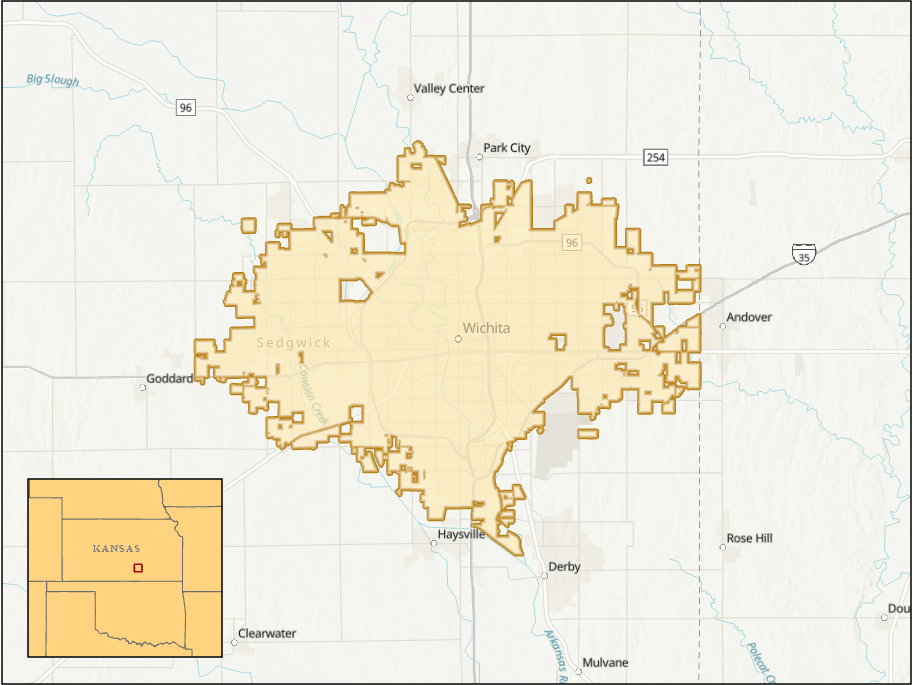 Big Slough
Valley Center
96
Park City
254
96
35
Andover
Wichita
Sedgwick
Goddard
Cowskin Creek
KANSAS
Haysville
Rose Hill
Derby
Dou
Clearwater
Arkansas R
Mulvane
Polecat C